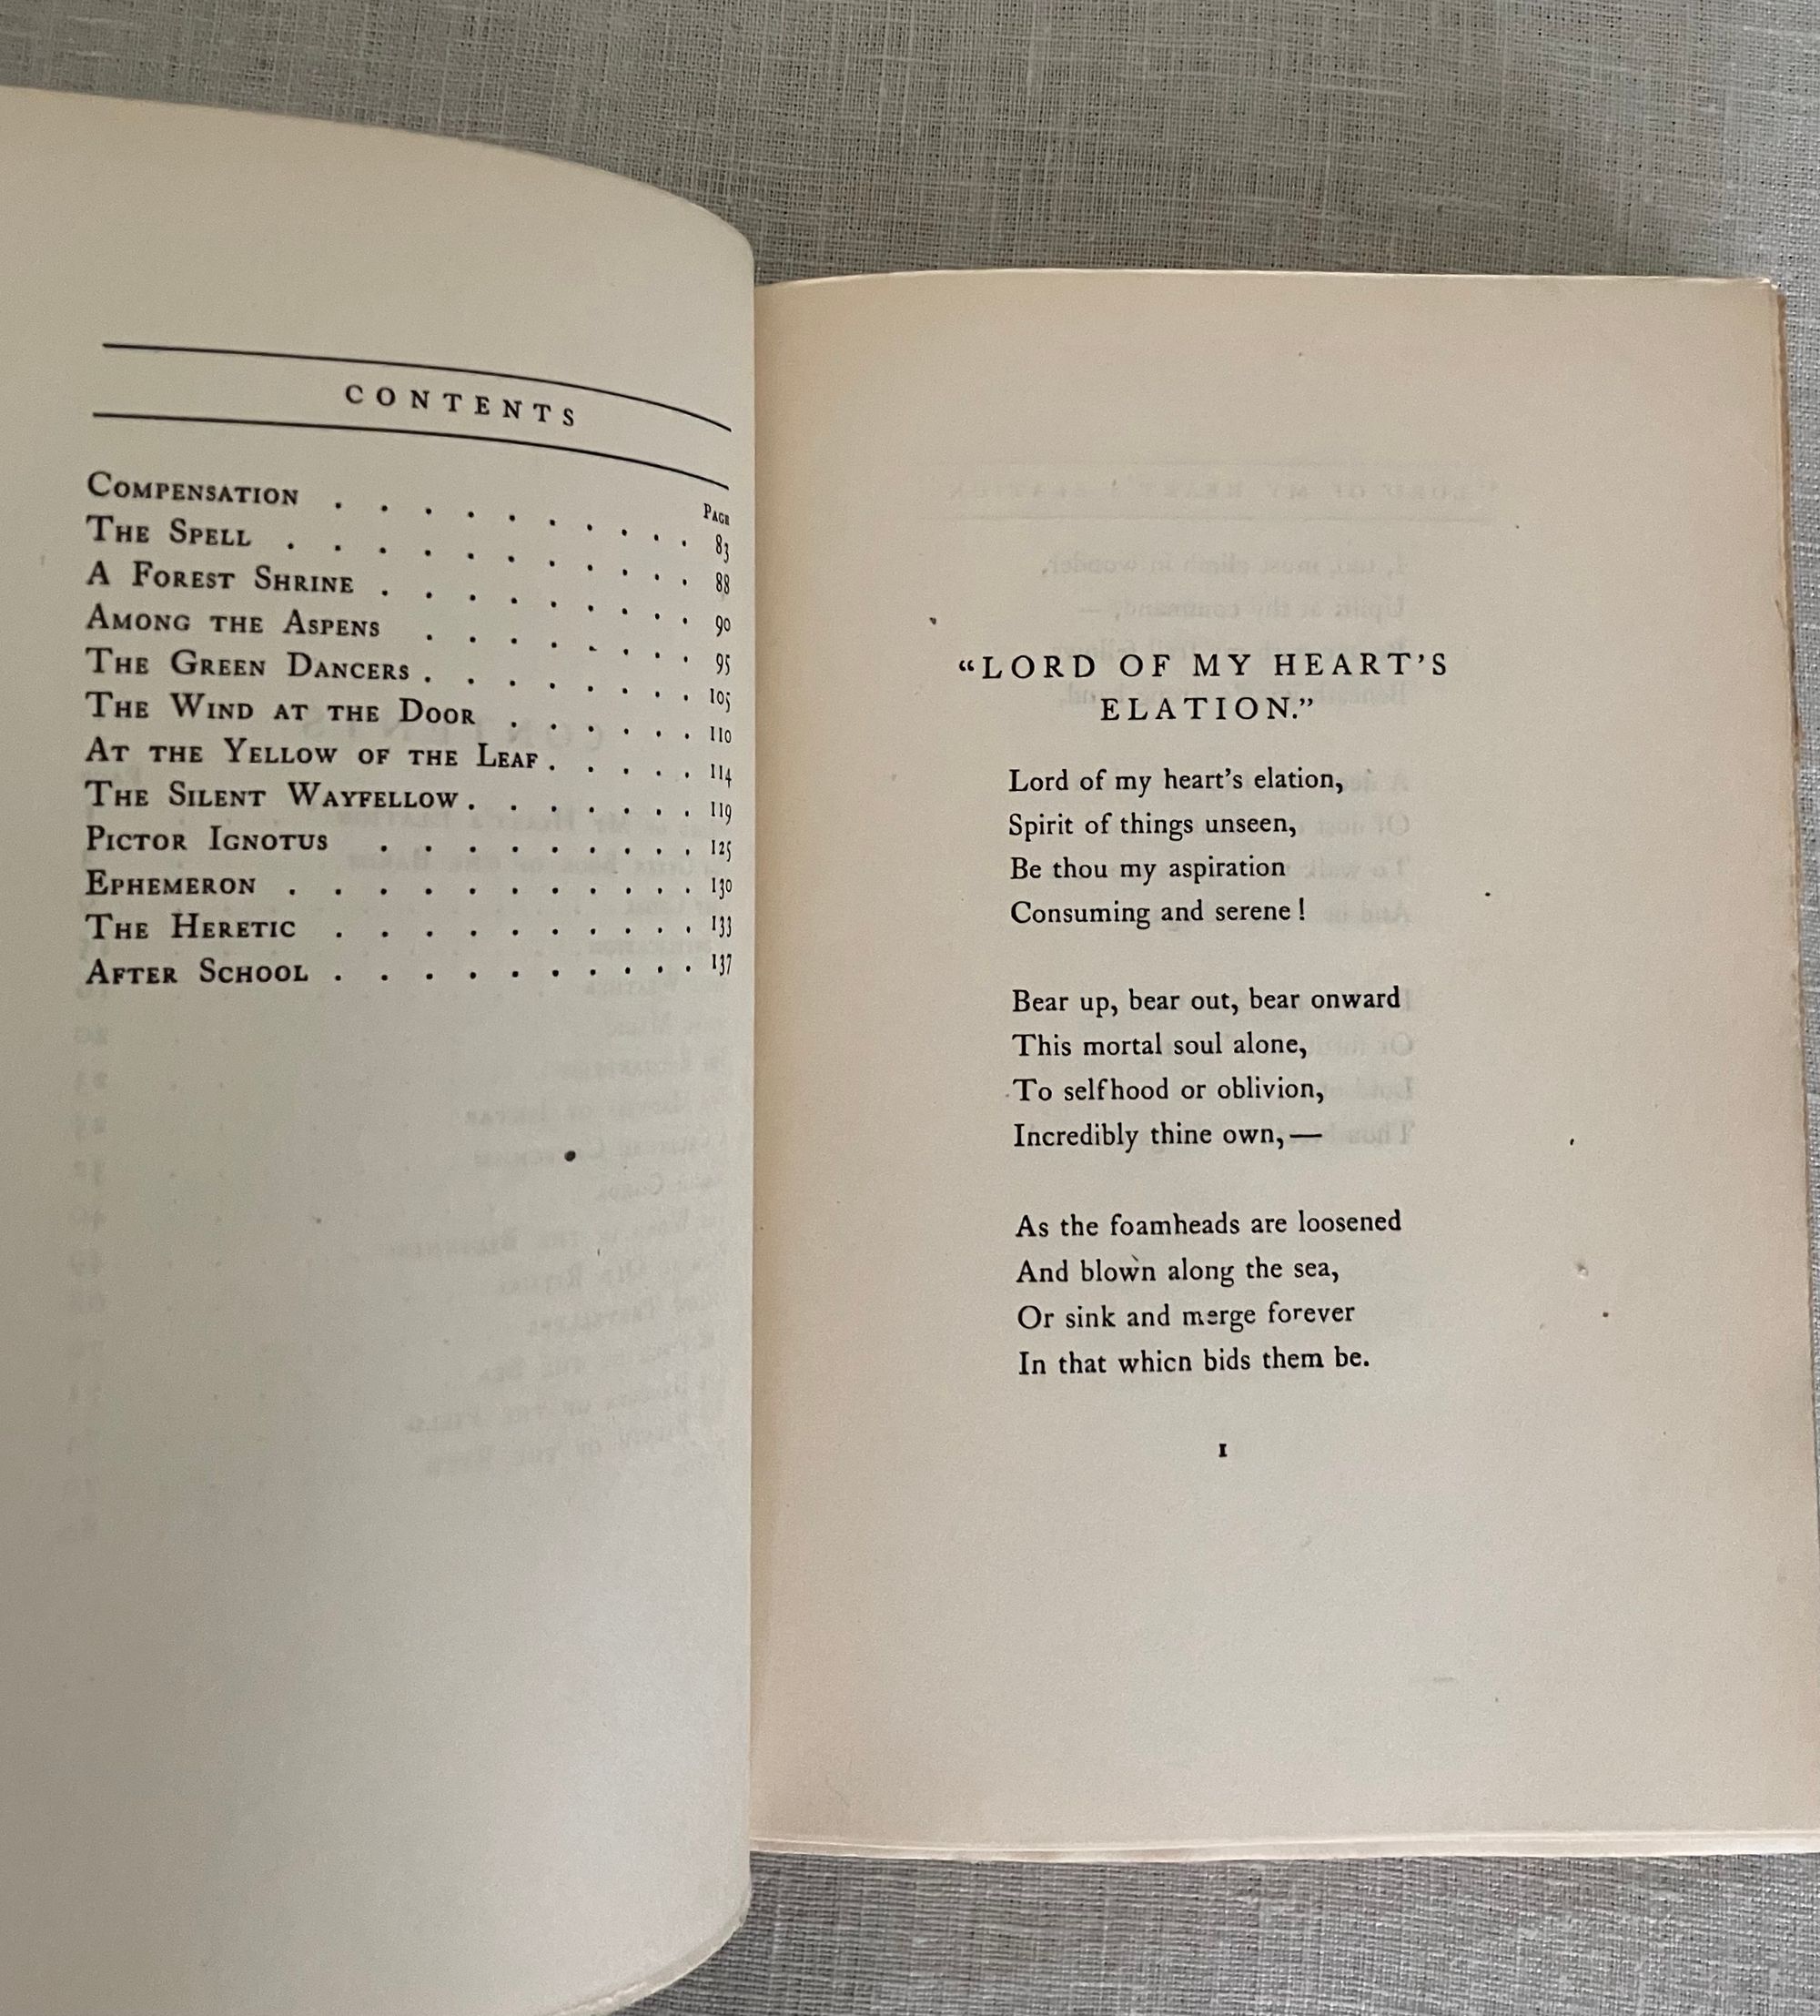 CONTENTS
PAGE
COMPENSATION . . . . . . . . . 83
THE SPELL . . . . . . . . . . 88
A FOREST SHRINE . . . . . . . . 90
AMONG THE ASPENS . . . . . . . 95
THE GREEN DANCERS . . . . . . . . 105
THE WIND AT THE DOOR . . . . . 110
AT THE YELLOW OF THE LEAF . . . . 114
THE SILENT WAYFELLOW . . . . . . 119
PICTOR IGNOTUS . . . . . . . . 125
EPHEMERON . . . . . . . . . . 130
THE HERETIC . . . . . . . . . 133
AFTER SCHOOL . . . . . . . . . 137
“LORD OF MY HEART’S
ELATION.”
Lord of my heart’s elation,
Spirit of things unseen,
Be thou my aspiration
Consuming and serene!
Bear up, bear out, bear onward
This mortal soul alone,
To selfhood or oblivion,
Incredibly thine own,—
As the foamheads are loosened
And blown along the sea,
Or sink and merge forever
In that which bids them be.
1